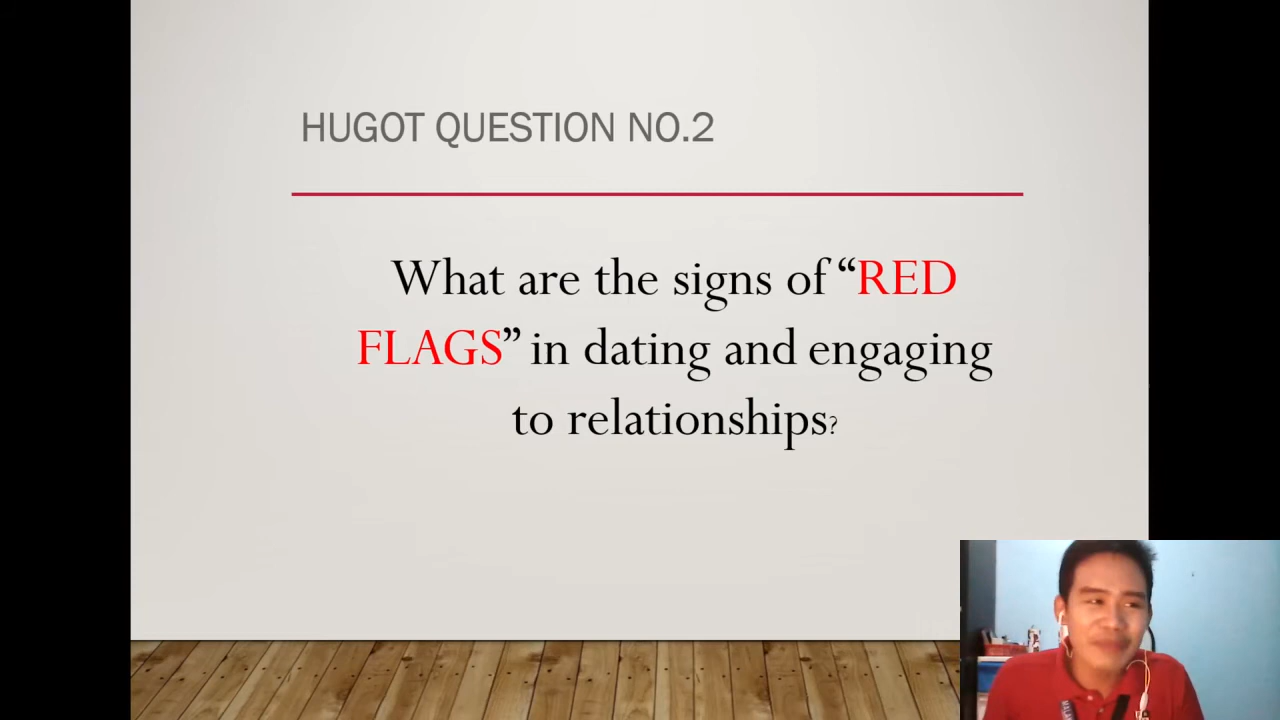 HUGOT QUESTION NO.2
What are the signs of “RED
FLAGS” in dating and engaging
to relationships?